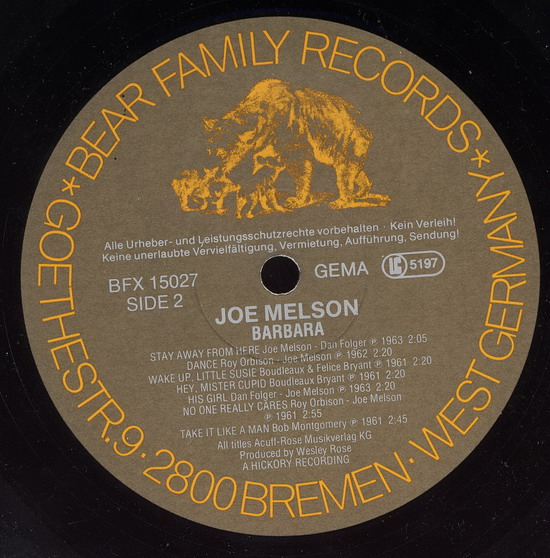 *BEAR FAMILY RECORDS*
GOETHESTR.9·2800 BREMEN·WEST GERMANY
Alle Urheber- und Leistungsschutzrechte vorbehalten · Kein Verleih!
Keine unerlaubte Vervielfältigung, Vermietung, Aufführung, Sendung!
BFX 15027
SIDE 2
GEMA LC 5197
JOE MELSON
BARBARA
STAY AWAY FROM HERE Joe Melson - Dan Folger ℗ 1963 2:05
DANCE Roy Orbison - Joe Melson ℗ 1962 2.20
WAKE UP, LITTLE SUSIE Boudleaux & Felice Bryant ℗ 1961 2:20
HEY, MISTER CUPID Boudleaux Bryant ℗ 1961 2:20
HIS GIRL Dan Folger - Joe Melson ℗ 1963 2:20
NO ONE REALLY CARES Roy Orbison - Joe Melson
℗ 1961 2:55
TAKE IT LIKE A MAN Bob Montgomery ℗ 1961 2:45
All titles Acuff-Rose Musikverlag KG
Produced by Wesley Rose
A HICKORY RECORDING